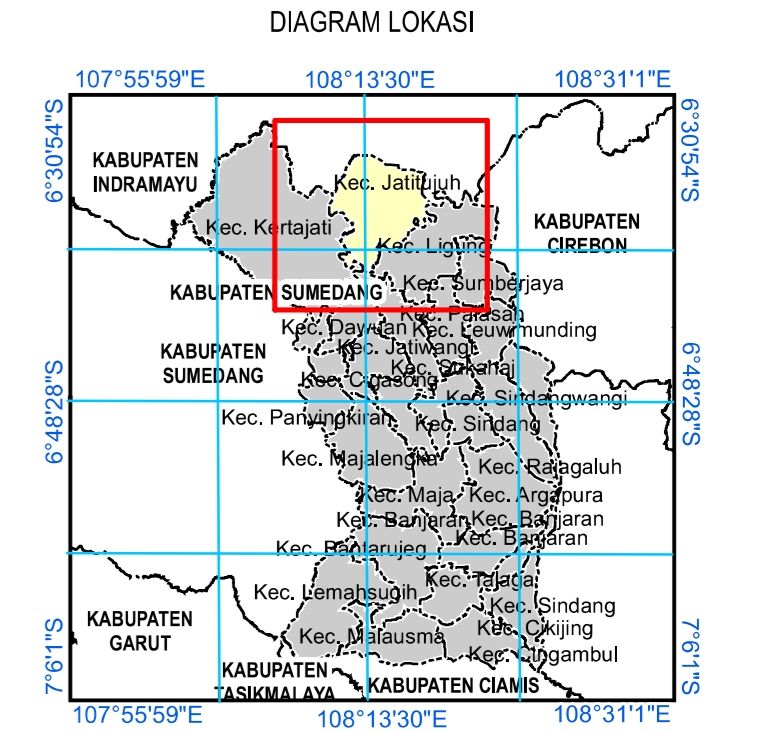 DIAGRAM LOKASI
107°55'59"E
108°13'30"E
108°31'1"E
6°30'54"S
6°30'54"S
KABUPATEN
INDRAMAYU
Kec. Jatitujuh
Kec. Kertajati
KABUPATEN
CIREBON
Kec. Ligung
Kec. Sumberjaya
KABUPATEN SUMEDANG
Kec. Palasah
Kec. Dawuan
Kec. Leuwimunding
Kec. Jatiwangi
KABUPATEN
SUMEDANG
Kec. Sukahaj
Kec. Cigasong
6°48'28"S
6°48'28"S
Kec. Sindangwangi
Kec. Panyingkiran
Kec. Sindang
Kec. Majalengka
Kec. Rajagaluh
Kec. Maja
Kec. Argapura
Kec. Banjaran
Kec. Banjaran
Kec. Banjaran
Kec. Bantarujeg
Kec. Talaga
Kec. Lemahsugih
Kec. Sindang
KABUPATEN
GARUT
Kec. Cikijing
Kec. Malausma
Kec. Cingambul
7°6'1"S
7°6'1"S
KABUPATEN
TASIKMALAYA
KABUPATEN CIAMIS
107°55'59"E
108°13'30"E
108°31'1"E